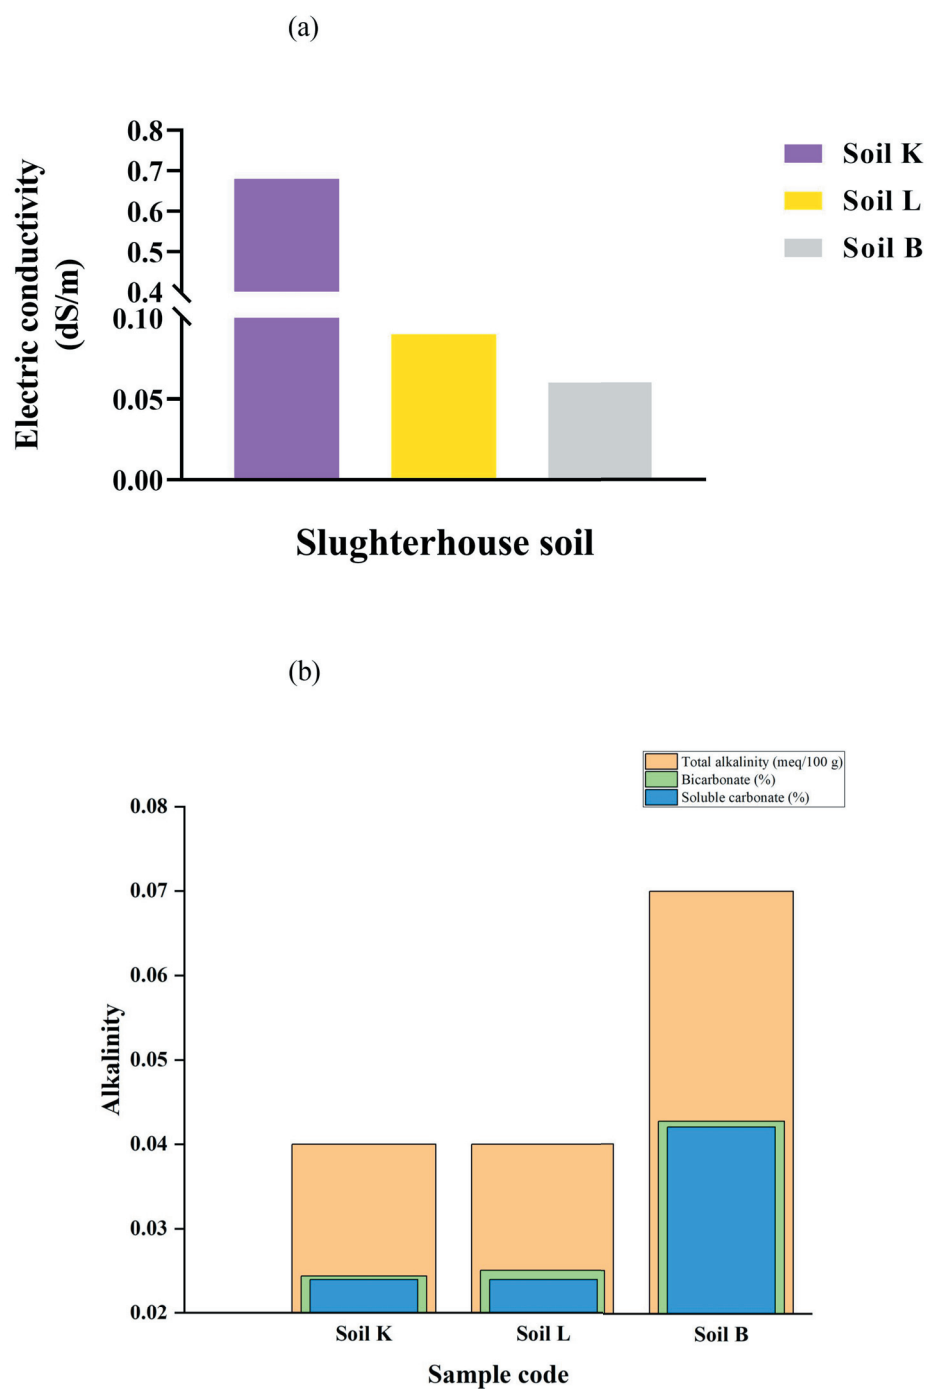 (a)
Electric conductivity
(dS/m)
0.8
0.7
0.6
0.5
0.4
0.10
0.05
0.00
Soil K
Soil L
Soil B
Slughterhouse soil
(b)
Total alkalinity (meq/100 g)
Bicarbonate (%)
Soluble carbonate (%)
Alkalinity
0.08
0.07
0.06
0.05
0.04
0.03
0.02
Soil K
Soil L
Soil B
Sample code